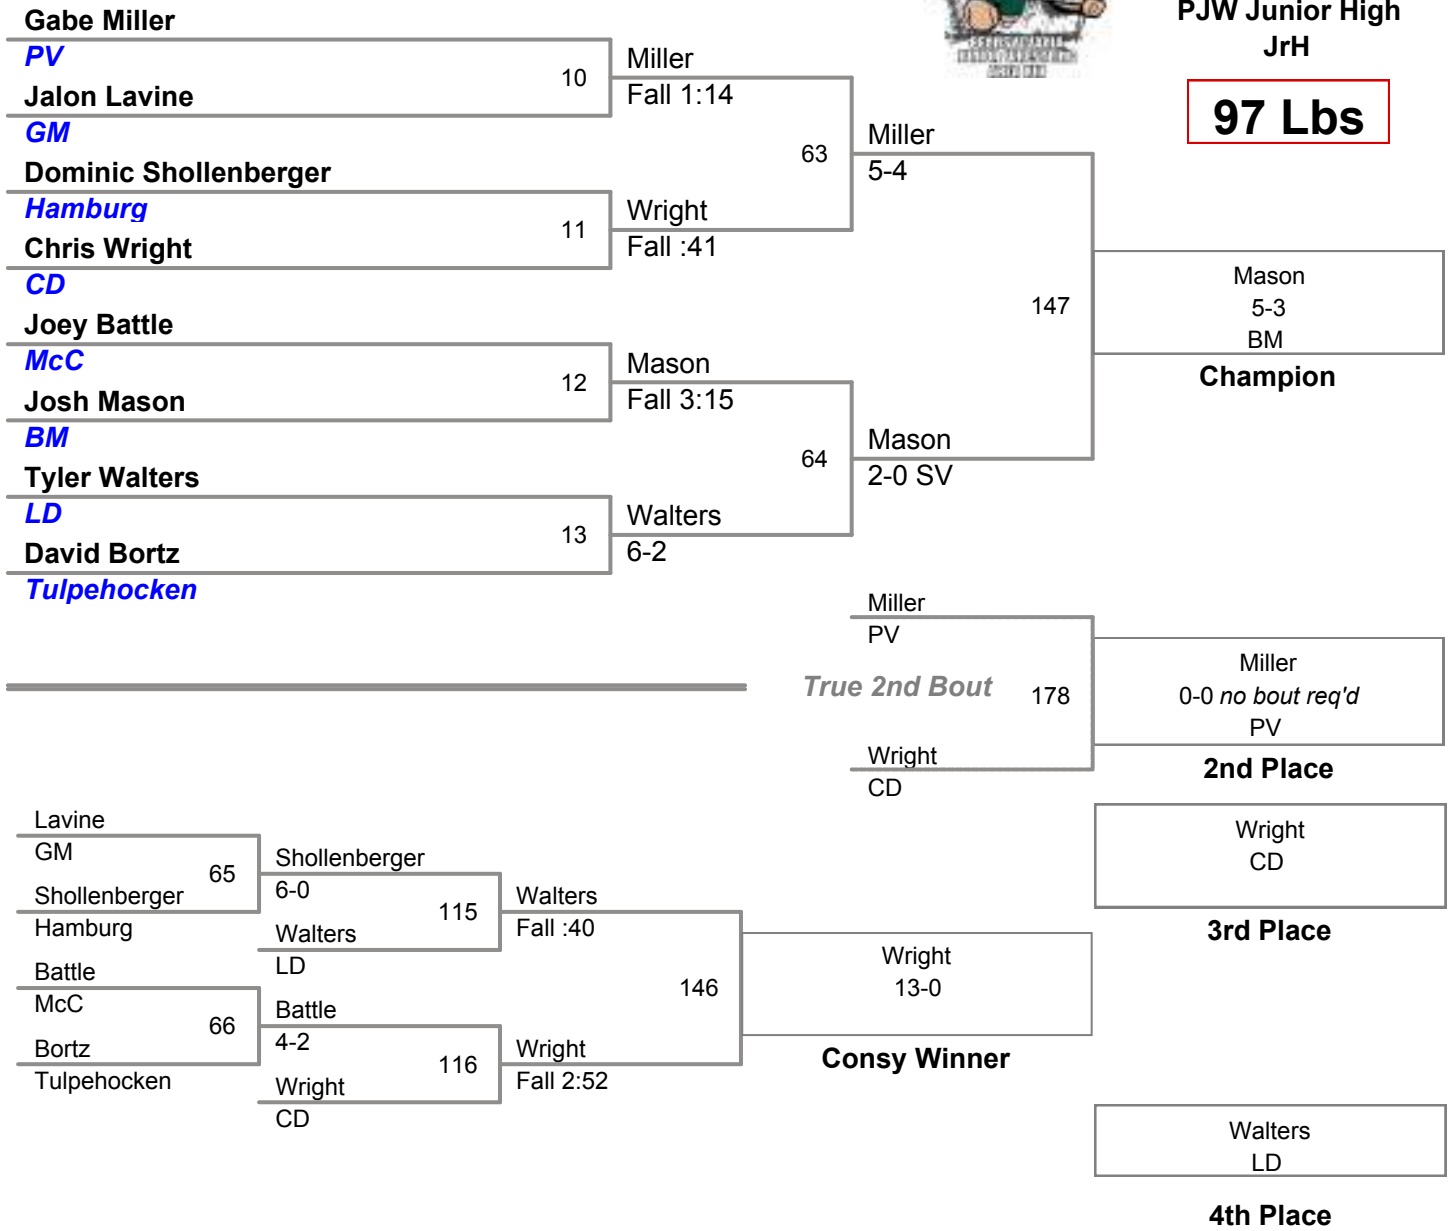 PJW Junior High
JrH
97 Lbs
Gabe Miller
PV
Jalon Lavine
GM
Dominic Shollenberger
Hamburg
Chris Wright
CD
Joey Battle
McC
Josh Mason
BM
Tyler Walters
LD
David Bortz
Tulpehocken
10
11
12
13
Miller
Fall 1:14
Wright
Fall :41
Mason
Fall 3:15
Walters
6-2
63
64
Miller
5-4
Mason
2-0 SV
147
Mason
5-3
BM
Champion
Miller
PV
True 2nd Bout
178
Wright
CD
Miller
0-0 no bout req'd
PV
2nd Place
Wright
CD
3rd Place
Lavine
GM
65
Shollenberger
Hamburg
Battle
McC
66
Bortz
Tulpehocken
Shollenberger
6-0
115
Walters
LD
Battle
4-2
116
Wright
CD
Walters
Fall :40
146
Wright
Fall 2:52
Wright
13-0
Consy Winner
Walters
LD
4th Place